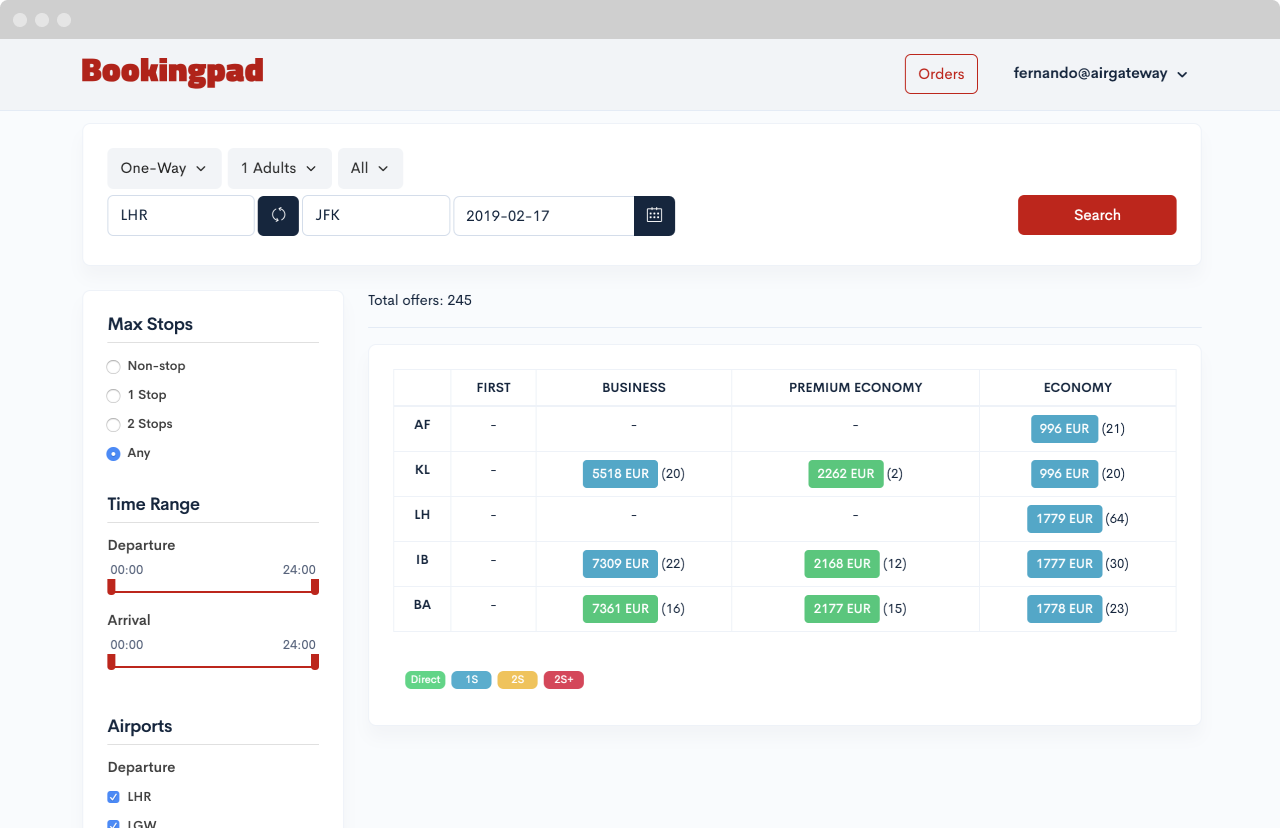 Bookingpad
Orders fernando@airgateway
One-Way 1 Adults All
LHR JFK 2019-02-17 Search
Max Stops
Non-stop
1 Stop
2 Stops
Any
Time Range
Departure
00:00 24:00
Arrival
00:00 24:00
Airports
Departure
LHR
LGW
Total offers: 245
FIRST BUSINESS PREMIUM ECONOMY ECONOMY
AF - - - 996 EUR (21)
KL - 5518 EUR (20) 2262 EUR (2) 996 EUR (20)
LH - - - 1779 EUR (64)
IB - 7309 EUR (22) 2168 EUR (12) 1777 EUR (30)
BA - 7361 EUR (16) 2177 EUR (15) 1778 EUR (23)
Direct 1S 2S 2S+